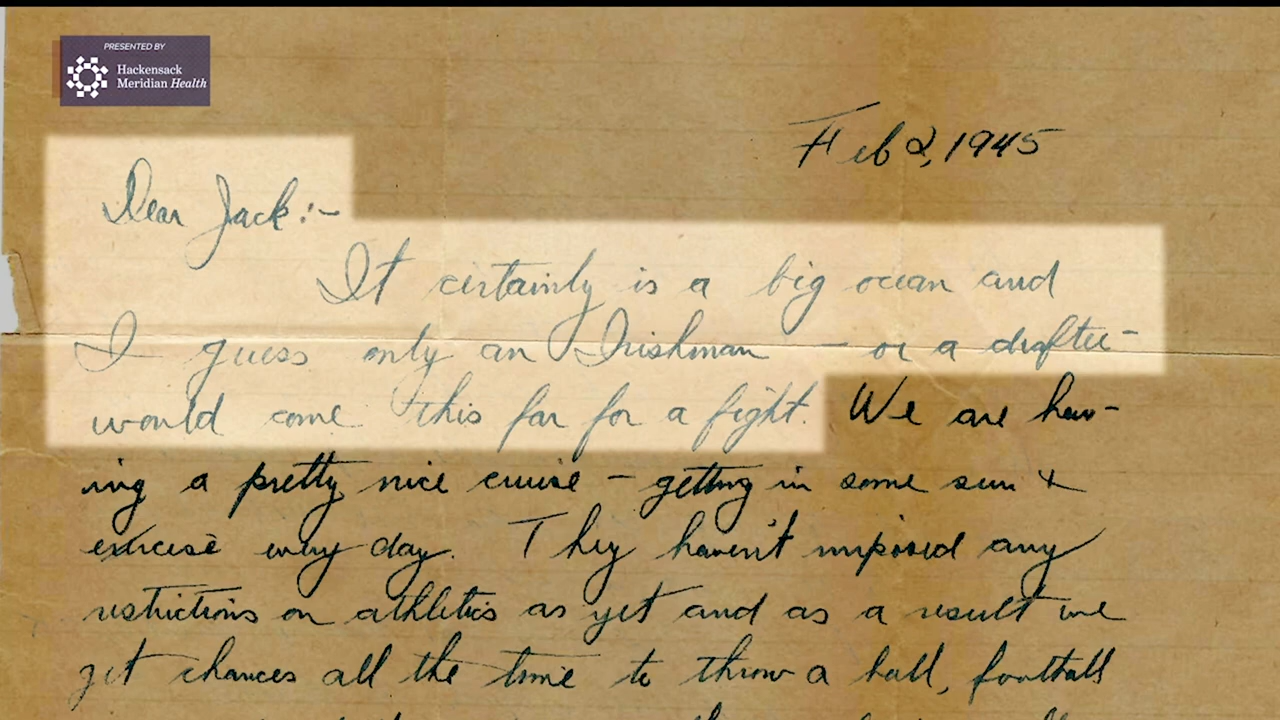 PRESENTED BY
Hackensack
Meridian Health
Feb 2, 1945
Dear Jack:-
It certainly is a big ocean and
I guess only an Irishman - or a draftee -
would come this far for a fight. We are hav-
ing a pretty nice cruise - getting in some sun &
exercise every day. They haven't imposed any
restrictions on athletics as yet and as a result we
get chances all the time to throw a ball, football